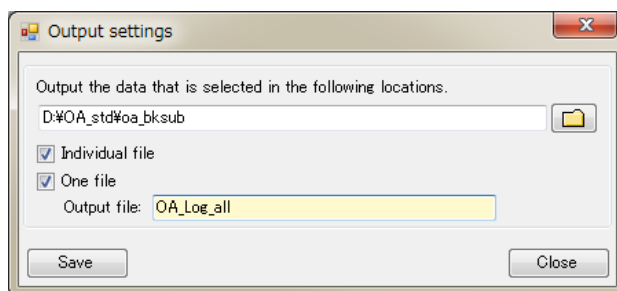 Output settings
Output the data that is selected in the following locations.
D:¥OA_std¥oa_bksub
Individual file
One file
Output file: OA_Log_all
Save Close